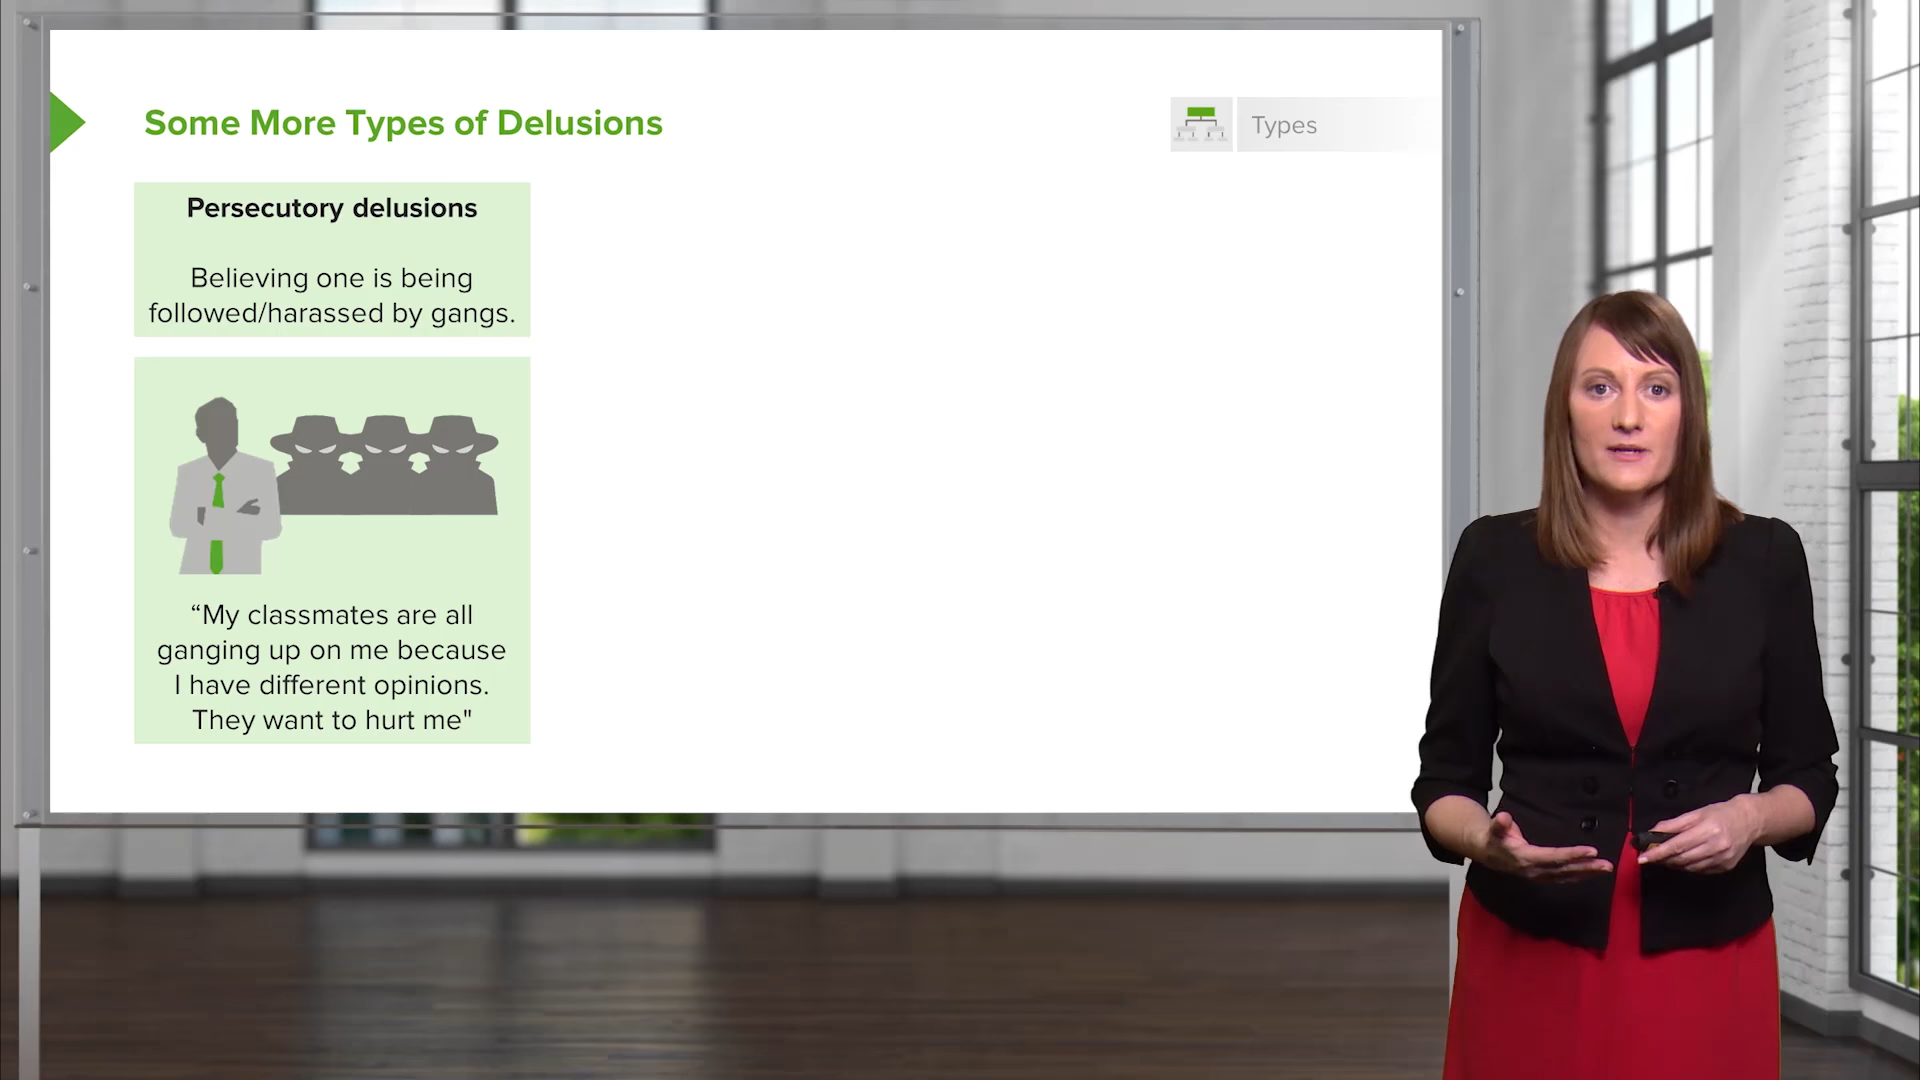 Some More Types of Delusions
Types
Persecutory delusions
Believing one is being
followed/harassed by gangs.
“My classmates are all
ganging up on me because
I have different opinions.
They want to hurt me"